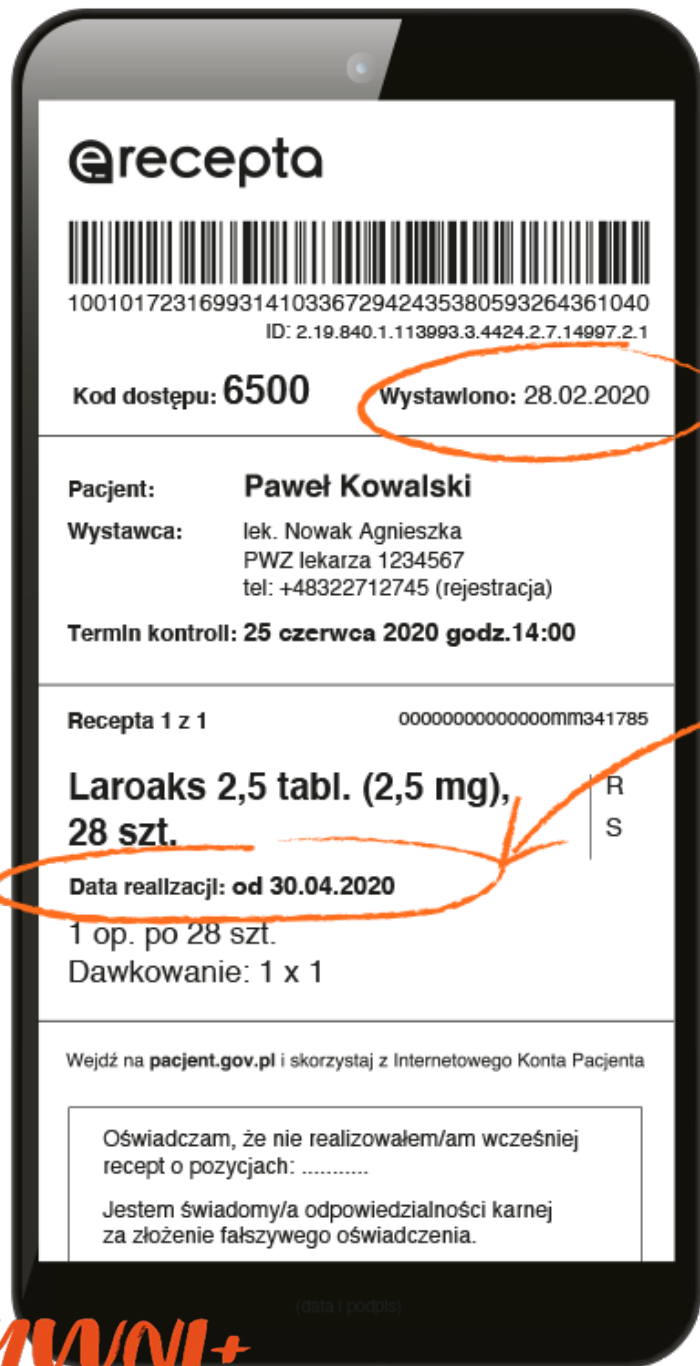 erecepta
10010172316993141033672942435380593264361040
ID: 2.19.840.1.113993.3.4424.2.7.14997.2.1
Kod dostępu: 6500 Wystawiono: 28.02.2020
Pacjent: Paweł Kowalski
Wystawca: lek. Nowak Agnieszka
PWZ lekarza 1234567
tel: +48322712745 (rejestracja)
Termin kontroli: 25 czerwca 2020 godz.14:00
Recepta 1 z 1 00000000000000mm341785
Laroaks 2,5 tabl. (2,5 mg), R
28 szt. S
Data realizacji: od 30.04.2020
1 op. po 28 szt.
Dawkowanie: 1 x 1
Wejdź na pacjent.gov.pl i skorzystaj z Internetowego Konta Pacjenta
Oświadczam, że nie realizowałem/am wcześniej
recept o pozycjach: ...........
Jestem świadomy/a odpowiedzialności karnej
za złożenie fałszywego oświadczenia.
(data i podpis)